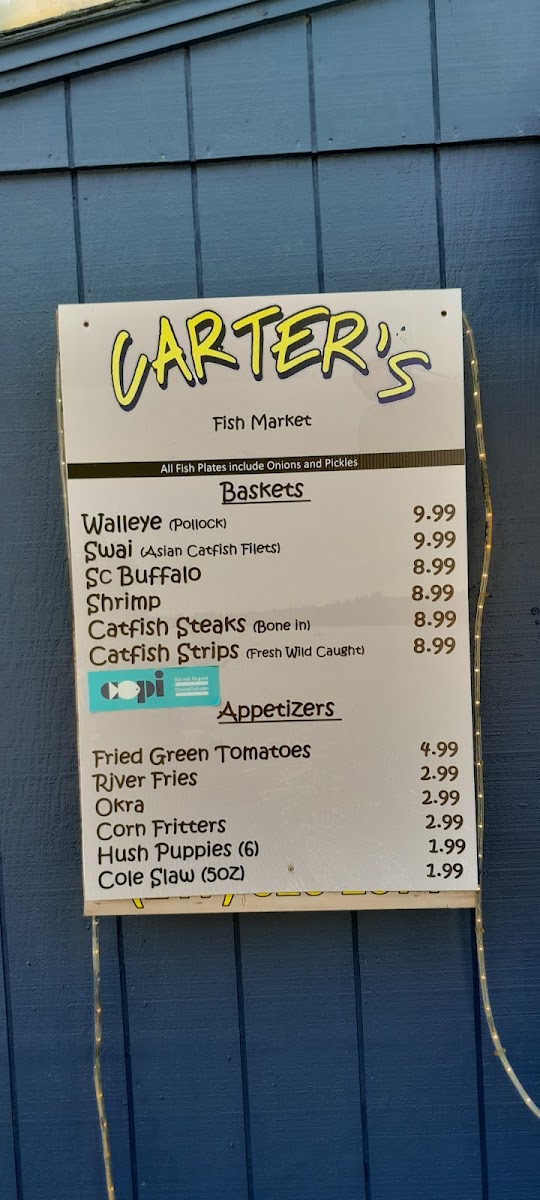 CARTER'S
Fish Market
All Fish Plates include Onions and Pickles
Baskets
Walleye (Pollock) 9.99
Swai (Asian Catfish Filets) 9.99
Sc Buffalo 8.99
Shrimp 8.99
Catfish Steaks (Bone in) 8.99
Catfish Strips (Fresh Wild Caught) 8.99
copi
Appetizers
Fried Green Tomatoes 4.99
River Fries 2.99
Okra 2.99
Corn Fritters 2.99
Hush Puppies (6) 1.99
Cole Slaw (5oz) 1.99